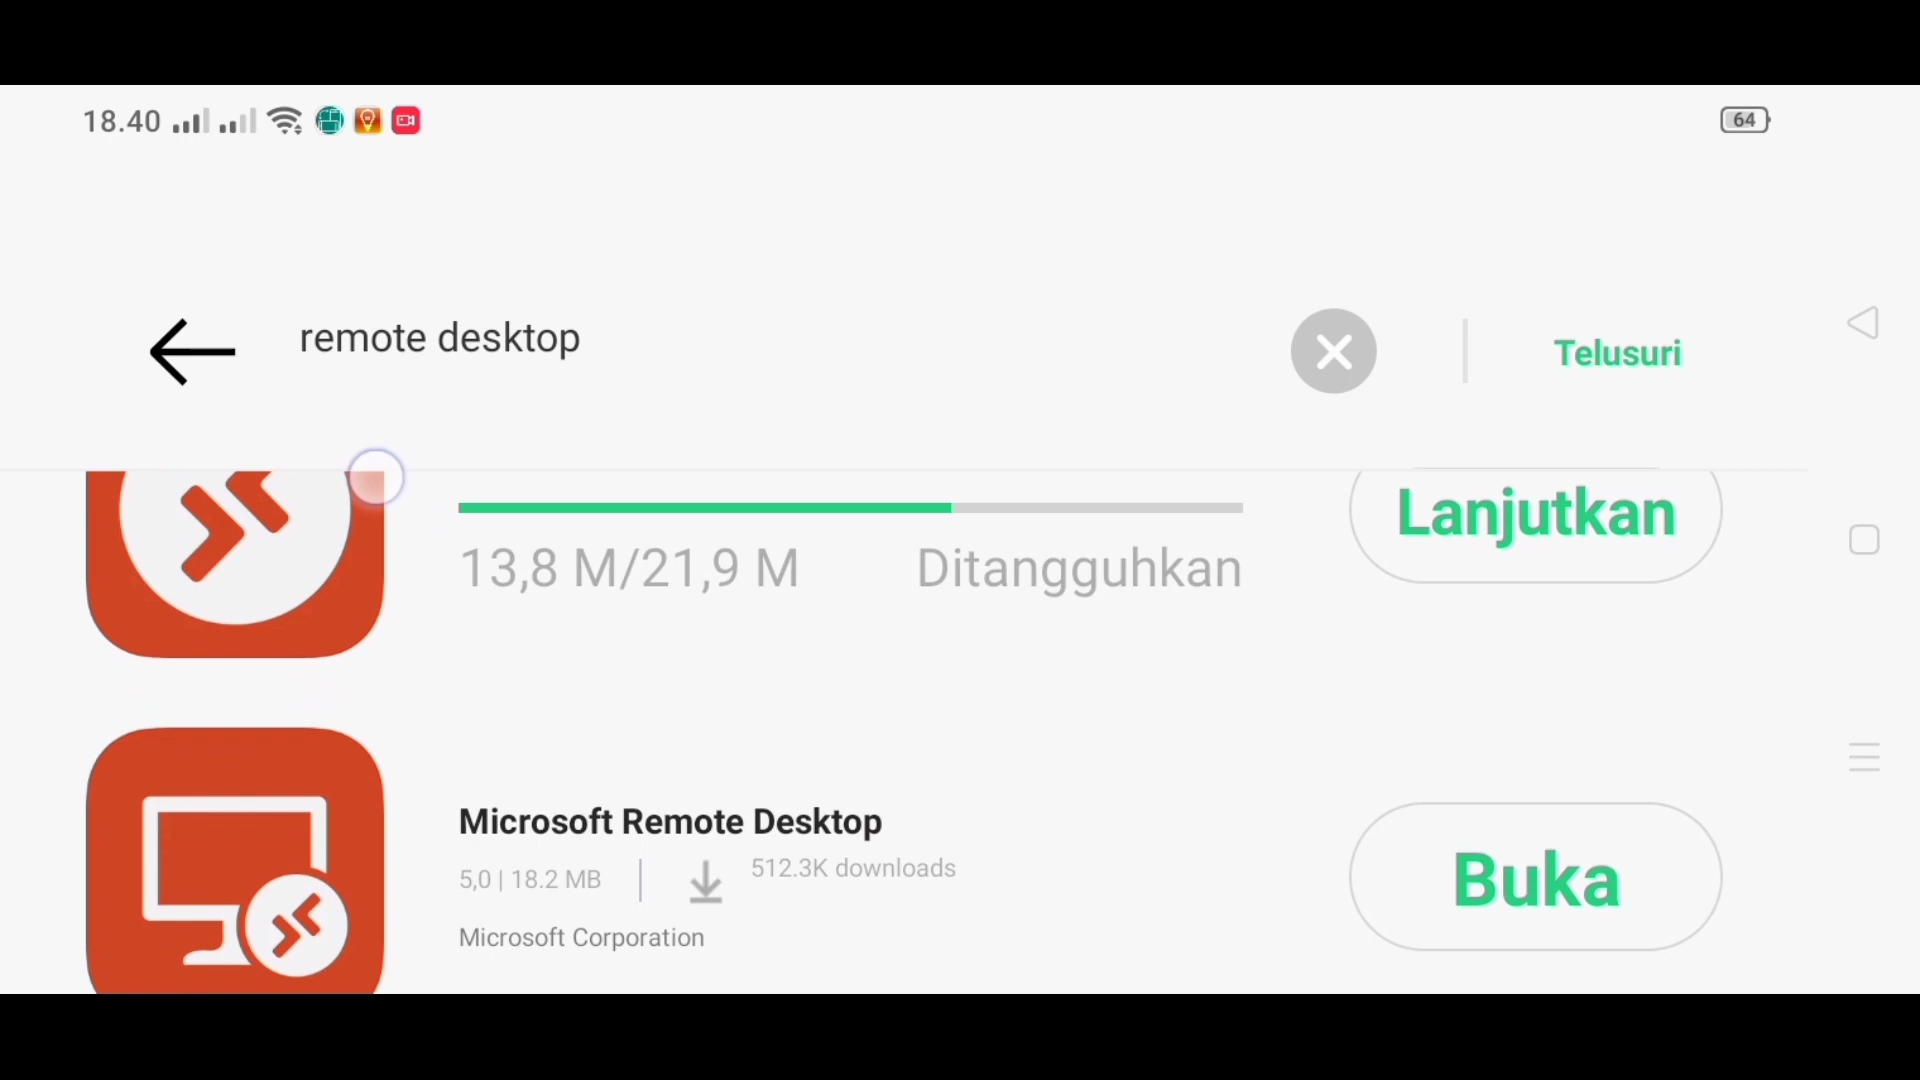 18.40
64
remote desktop
Telusuri
Lanjutkan
13,8 M/21,9 M Ditangguhkan
Microsoft Remote Desktop
5,0 | 18.2 MB 512.3K downloads
Microsoft Corporation
Buka